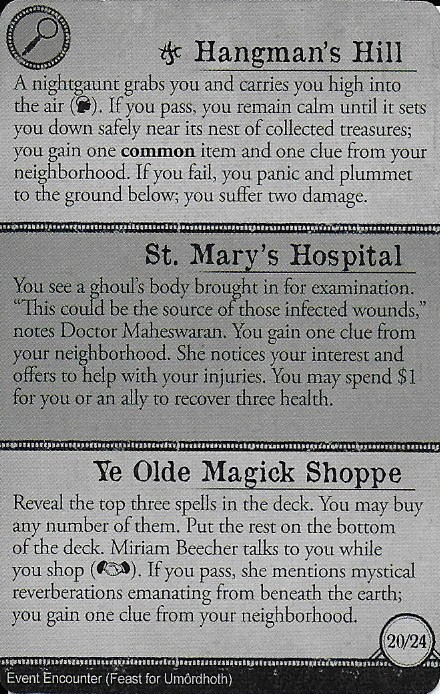 Hangman's Hill
A nightgaunt grabs you and carries you high into
the air (). If you pass, you remain calm until it sets
you down safely near its nest of collected treasures;
you gain one common item and one clue from your
neighborhood. If you fail, you panic and plummet
to the ground below; you suffer two damage.
St. Mary's Hospital
You see a ghoul's body brought in for examination.
"This could be the source of those infected wounds,"
notes Doctor Maheswaran. You gain one clue from
your neighborhood. She notices your interest and
offers to help with your injuries. You may spend $1
for you or an ally to recover three health.
Ye Olde Magick Shoppe
Reveal the top three spells in the deck. You may buy
any number of them. Put the rest on the bottom
of the deck. Miriam Beecher talks to you while
you shop (). If you pass, she mentions mystical
reverberations emanating from beneath the earth;
you gain one clue from your neighborhood.
20/24
Event Encounter (Feast for Umôrdhoth)